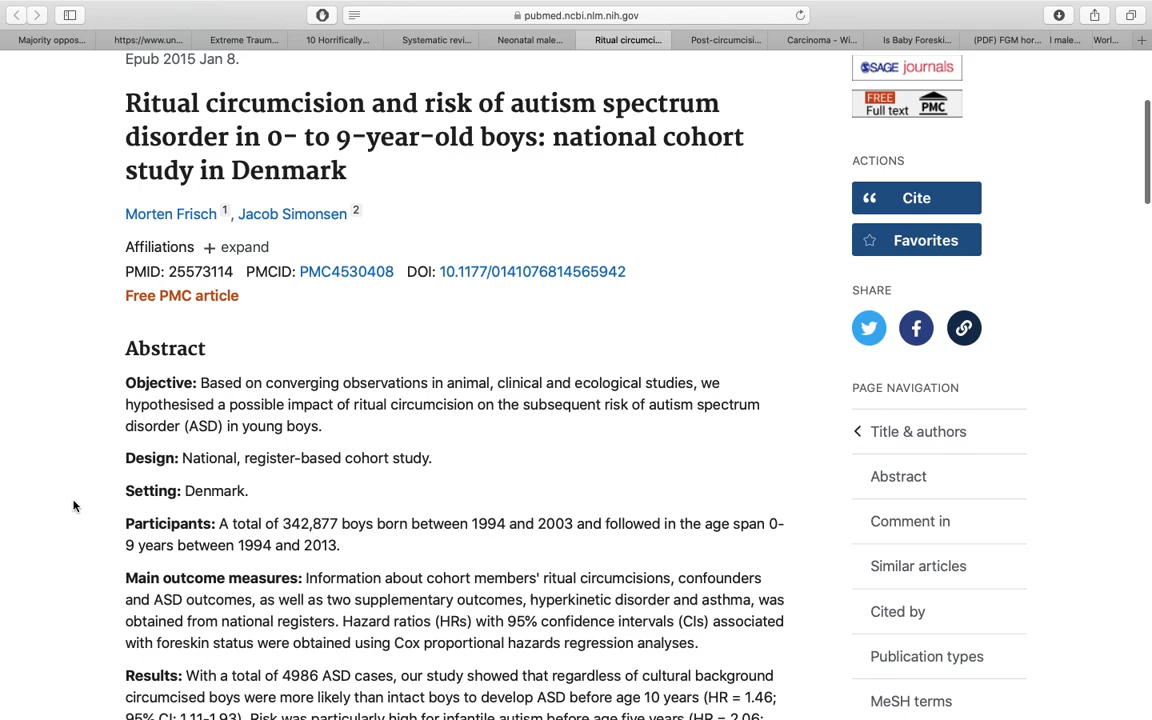 pubmed.ncbi.nlm.nih.gov
Majority oppos... https://www.un... Extreme Traum... 10 Horrifically... Systematic revi... Neonatal male... Ritual circumci... Post-circumcisi... Carcinoma - Wi... Is Baby Foreski... (PDF) FGM hor... I male... Worl...
Epub 2015 Jan 8.
Ritual circumcision and risk of autism spectrum
disorder in 0- to 9-year-old boys: national cohort
study in Denmark
Morten Frisch 1, Jacob Simonsen 2
Affiliations + expand
PMID: 25573114 PMCID: PMC4530408 DOI: 10.1177/0141076814565942
Free PMC article
Abstract
Objective: Based on converging observations in animal, clinical and ecological studies, we
hypothesised a possible impact of ritual circumcision on the subsequent risk of autism spectrum
disorder (ASD) in young boys.
Design: National, register-based cohort study.
Setting: Denmark.
Participants: A total of 342,877 boys born between 1994 and 2003 and followed in the age span 0-
9 years between 1994 and 2013.
Main outcome measures: Information about cohort members' ritual circumcisions, confounders
and ASD outcomes, as well as two supplementary outcomes, hyperkinetic disorder and asthma, was
obtained from national registers. Hazard ratios (HRs) with 95% confidence intervals (CIs) associated
with foreskin status were obtained using Cox proportional hazards regression analyses.
Results: With a total of 4986 ASD cases, our study showed that regardless of cultural background
circumcised boys were more likely than intact boys to develop ASD before age 10 years (HR = 1.46;
95% CI: 1.11-1.93). Risk was particularly high for infantile autism before age five years (HR = 2.06;
SAGE journals
FREE
Full text PMC
ACTIONS
Cite
Favorites
SHARE
PAGE NAVIGATION
Title & authors
Abstract
Comment in
Similar articles
Cited by
Publication types
MeSH terms